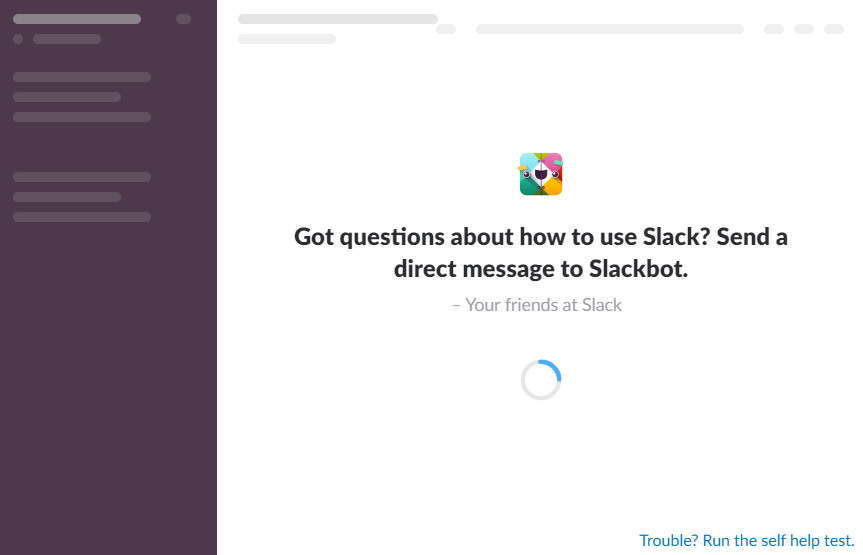 Got questions about how to use Slack? Send a
direct message to Slackbot.
– Your friends at Slack
Trouble? Run the self help test.